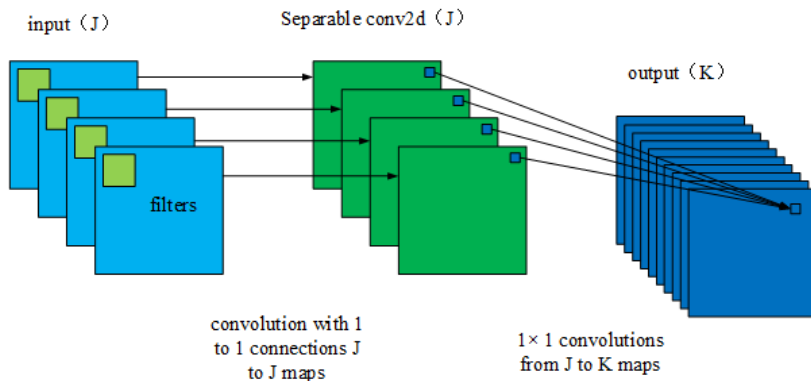 input（J）
Separable conv2d（J）
output（K）
filters
convolution with 1
to 1 connections J
to J maps
1× 1 convolutions
from J to K maps